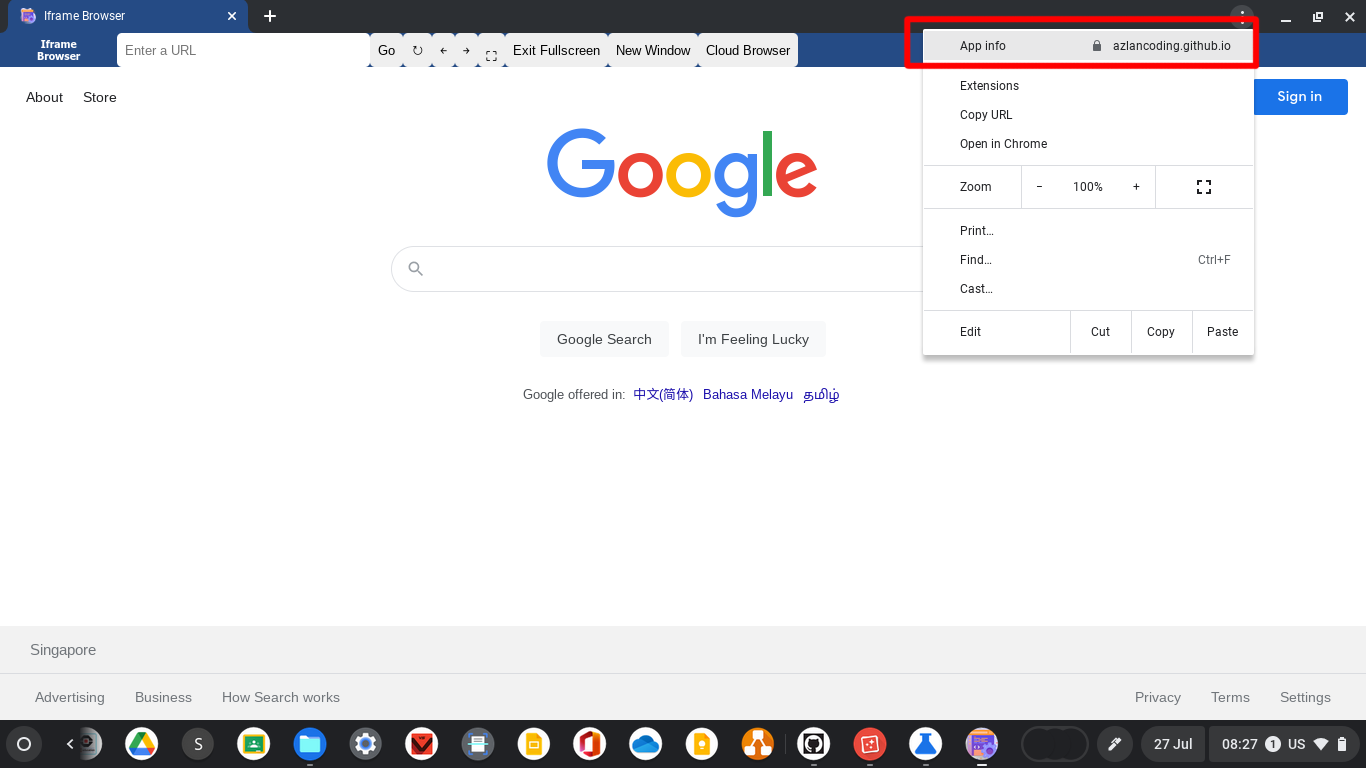 Iframe Browser
Iframe Browser
Enter a URL
Go
Exit Fullscreen
New Window
Cloud Browser
App info
azlancoding.github.io
About
Store
Extensions
Copy URL
Open in Chrome
Sign in
Google
Zoom
−
100%
+
Print…
Find…
Ctrl+F
Cast…
Edit
Cut
Copy
Paste
Google Search
I'm Feeling Lucky
Google offered in: 中文(简体) Bahasa Melayu தமிழ்
Singapore
Advertising
Business
How Search works
Privacy
Terms
Settings
S
27 Jul
08:27
1
US